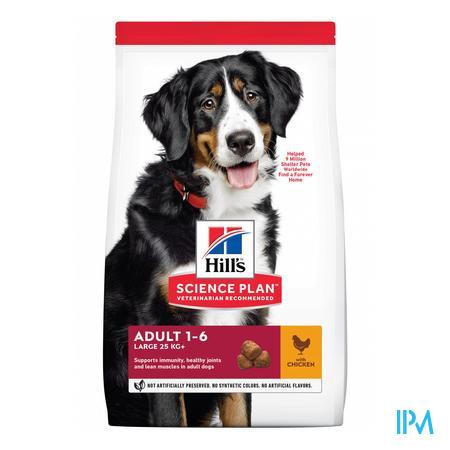 Helped
9 Million
Shelter Pets
Worldwide
Find a Forever
Home
Hill's
SCIENCE PLAN™
VETERINARIAN RECOMMENDED
ADULT 1-6
LARGE 25 KG+
Supports immunity, healthy joints
and lean muscles in adult dogs
with
CHICKEN
NOT ARTIFICIALLY PRESERVED. NO SYNTHETIC COLORS. NO ARTIFICIAL FLAVORS.
IPM